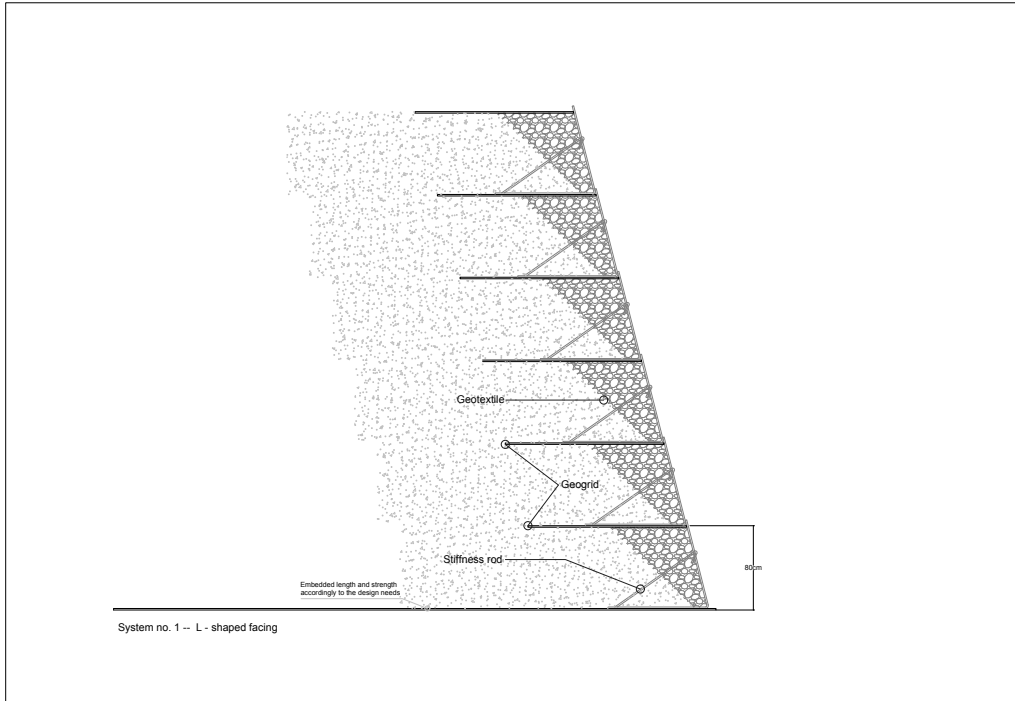 Geotextile
Geogrid
Stiffness rod
80cm
Embedded length and strength
accordingly to the design needs
System no. 1 -- L - shaped facing